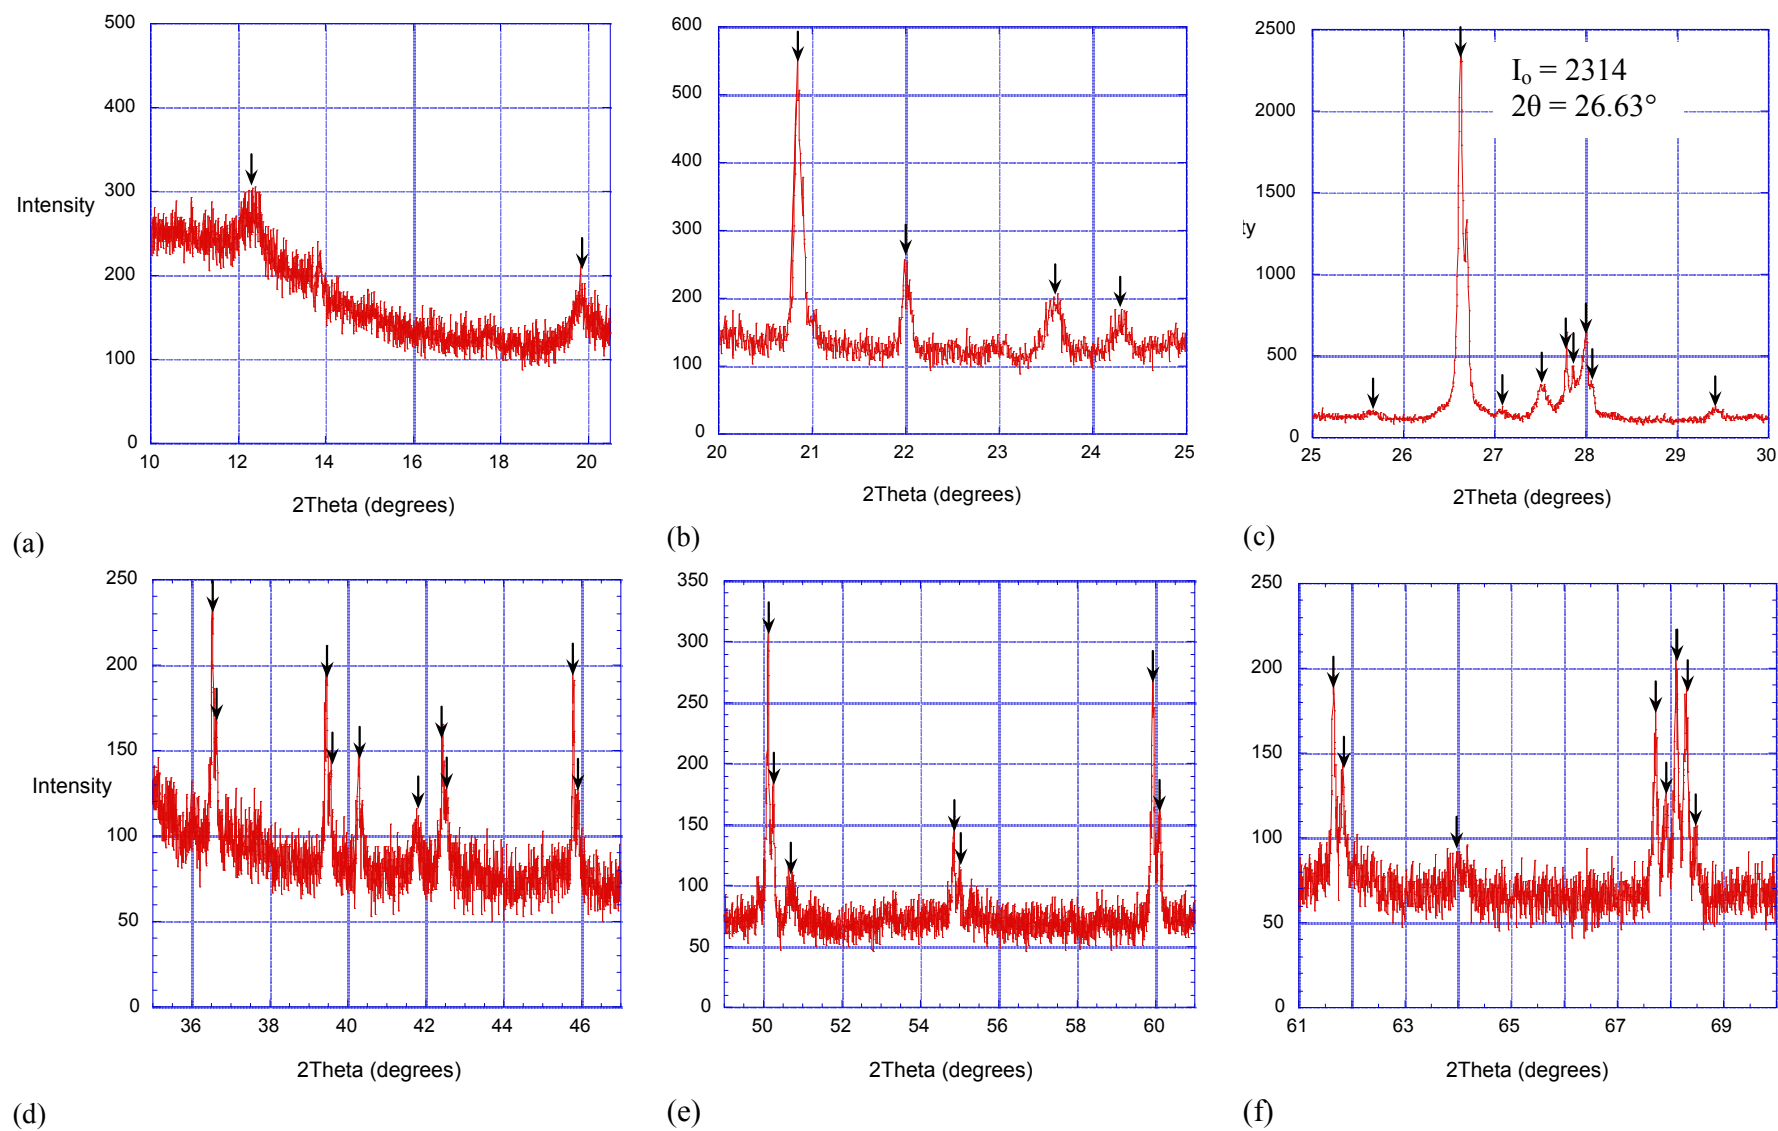 500
400
300
200
100
0
Intensity
10 12 14 16 18 20
2Theta (degrees)
(a)
600
500
400
300
200
100
0
20 21 22 23 24 25
2Theta (degrees)
(b)
2500
2000
1500
1000
500
0
ty
Iₒ = 2314
2θ = 26.63°
25 26 27 28 29 30
2Theta (degrees)
(c)
250
200
150
100
50
0
Intensity
36 38 40 42 44 46
2Theta (degrees)
(d)
350
300
250
200
150
100
50
0
50 52 54 56 58 60
2Theta (degrees)
(e)
250
200
150
100
50
0
61 63 65 67 69
2Theta (degrees)
(f)